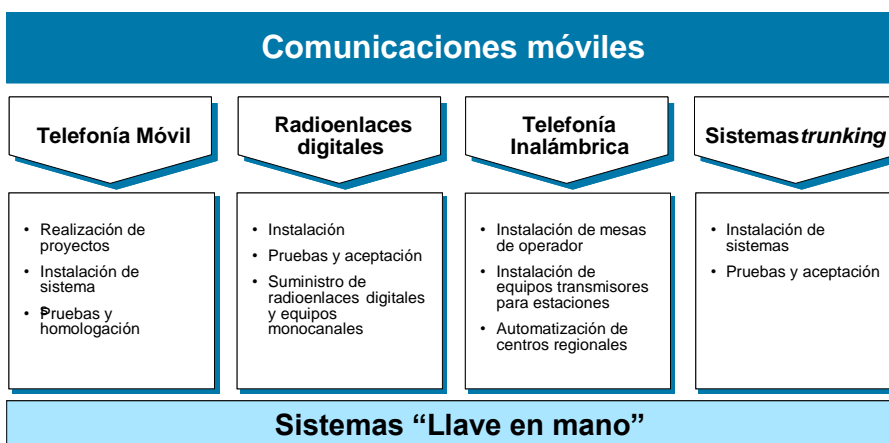 Comunicaciones móviles
Telefonía Móvil
Radioenlaces
digitales
Telefonía
Inalámbrica
Sistemas trunking
• Realización de
proyectos
• Instalación de
sistema
• Pruebas y
homologación
• Instalación
• Pruebas y aceptación
• Suministro de
radioenlaces digitales
y equipos
monocanales
• Instalación de mesas
de operador
• Instalación de
equipos transmisores
para estaciones
• Automatización de
centros regionales
• Instalación de
sistemas
• Pruebas y aceptación
Sistemas “Llave en mano”